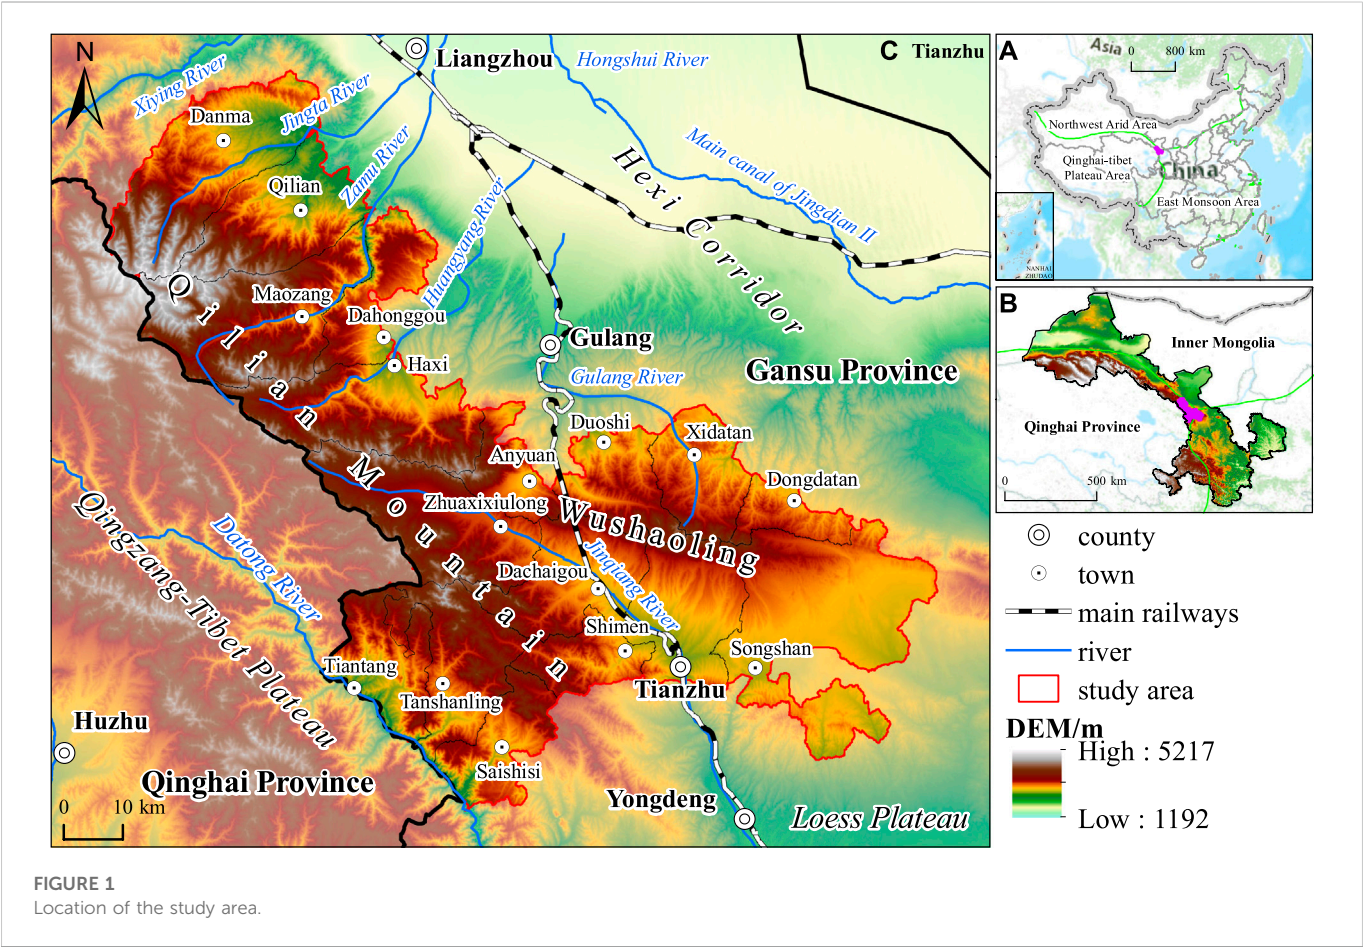 N
C
Tianzhu
Liangzhou
Hongshui River
Xiying River
Jingta River
Danma
Zamu River
Main canal of Jingdian II
Hexi Corridor
Qilian
Huangyang River
Maozang
Dahonggou
Haxi
Gulang
Gulang River
Gansu Province
Duoshi
Xidatan
Anyuan
Dongdatan
Zhuaxixiulong
Qilian Mountain
Wushaoling
Qingzang-Tibet Plateau
Datong River
Jinqiang River
Dachaigou
Shimen
Songshan
Tiantang
Tanshanling
Tianzhu
Huzhu
Saishisi
Qinghai Province
Yongdeng
Loess Plateau
0 10 km
A
Asia
0 800 km
Northwest Arid Area
Qinghai-tibet
Plateau Area
China
East Monsoon Area
NANHAI
ZHUDAO
B
Inner Mongolia
Qinghai Province
0 500 km
county
town
main railways
river
study area
DEM/m
High : 5217
Low : 1192
FIGURE 1
Location of the study area.